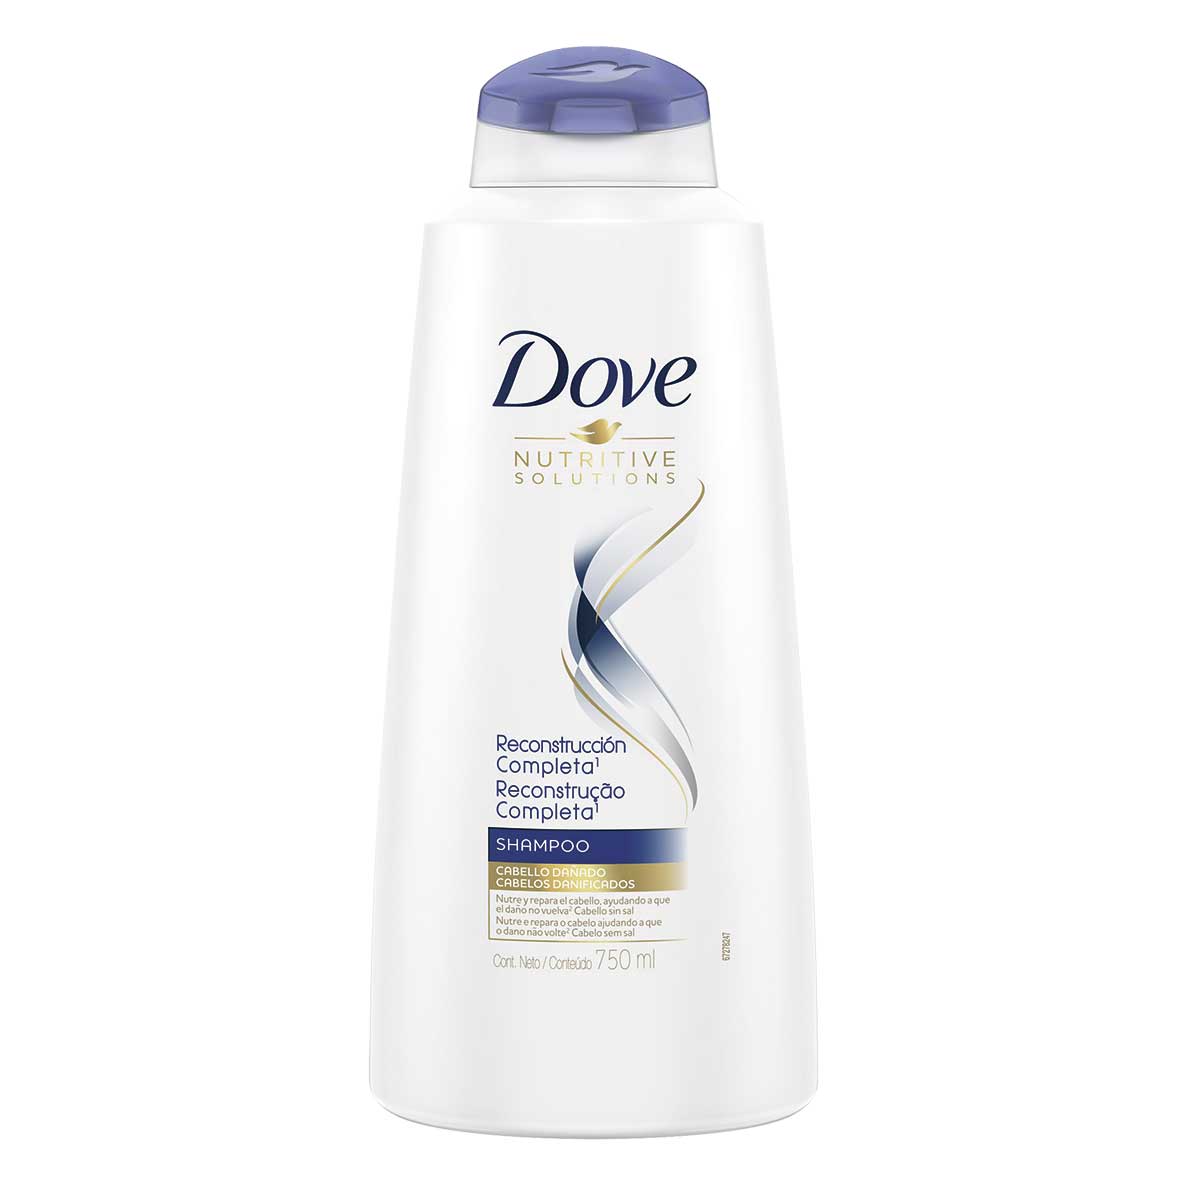 Dove
NUTRITIVE
SOLUTIONS
Reconstrucción
Completa¹
Reconstrução
Completa¹
SHAMPOO
CABELLO DAÑADO
CABELOS DANIFICADOS
Nutre y repara el cabello, ayudando a que
el daño no vuelva² Cabello sin sal
Nutre e repara o cabelo ajudando a que
o dano não volte² Cabelo sem sal
Cont. Neto / Conteúdo 750 ml
67276247